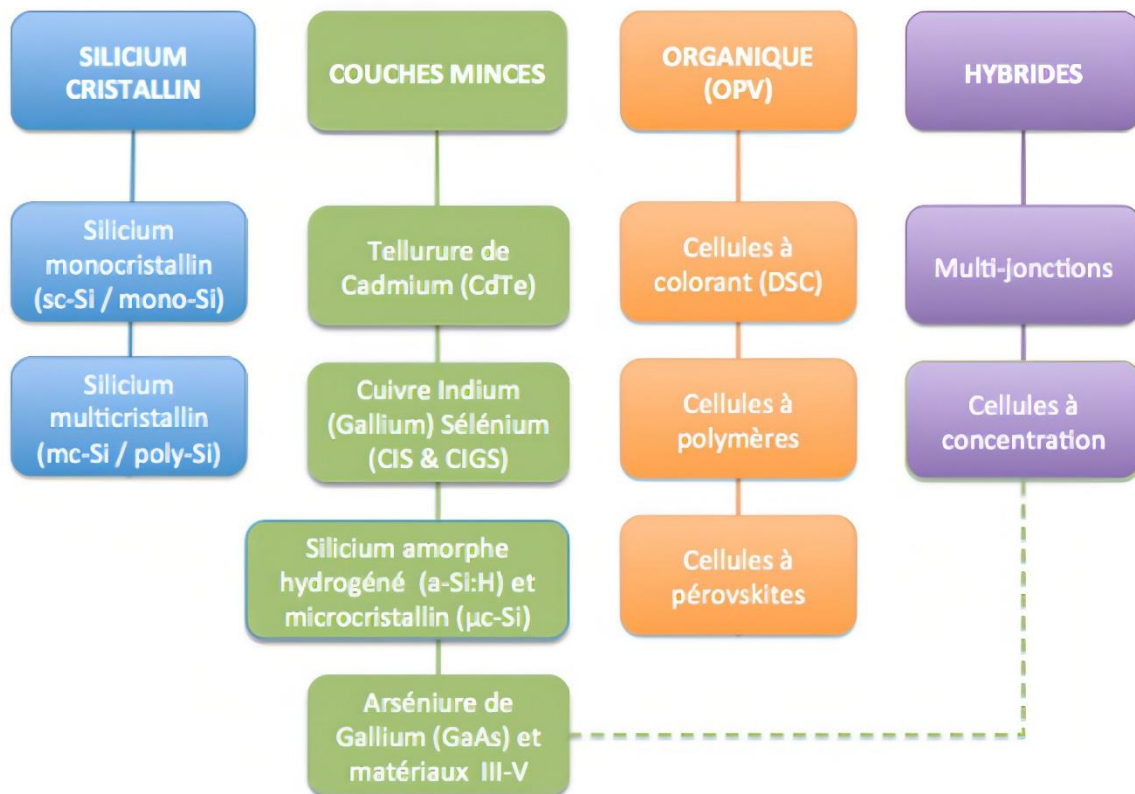 SILICIUM
CRISTALLIN
COUCHES MINCES
ORGANIQUE
(OPV)
HYBRIDES
Silicium
monocristallin
(sc-Si / mono-Si)
Tellurure de
Cadmium (CdTe)
Cellules à
colorant (DSC)
Multi-jonctions
Silicium
multicristallin
(mc-Si / poly-Si)
Cuivre Indium
(Gallium) Sélénium
(CIS & CIGS)
Cellules à
polymères
Cellules à
concentration
Silicium amorphe
hydrogéné (a-Si:H) et
microcristallin (µc-Si)
Cellules à
pérovskites
Arséniure de
Gallium (GaAs) et
matériaux III-V